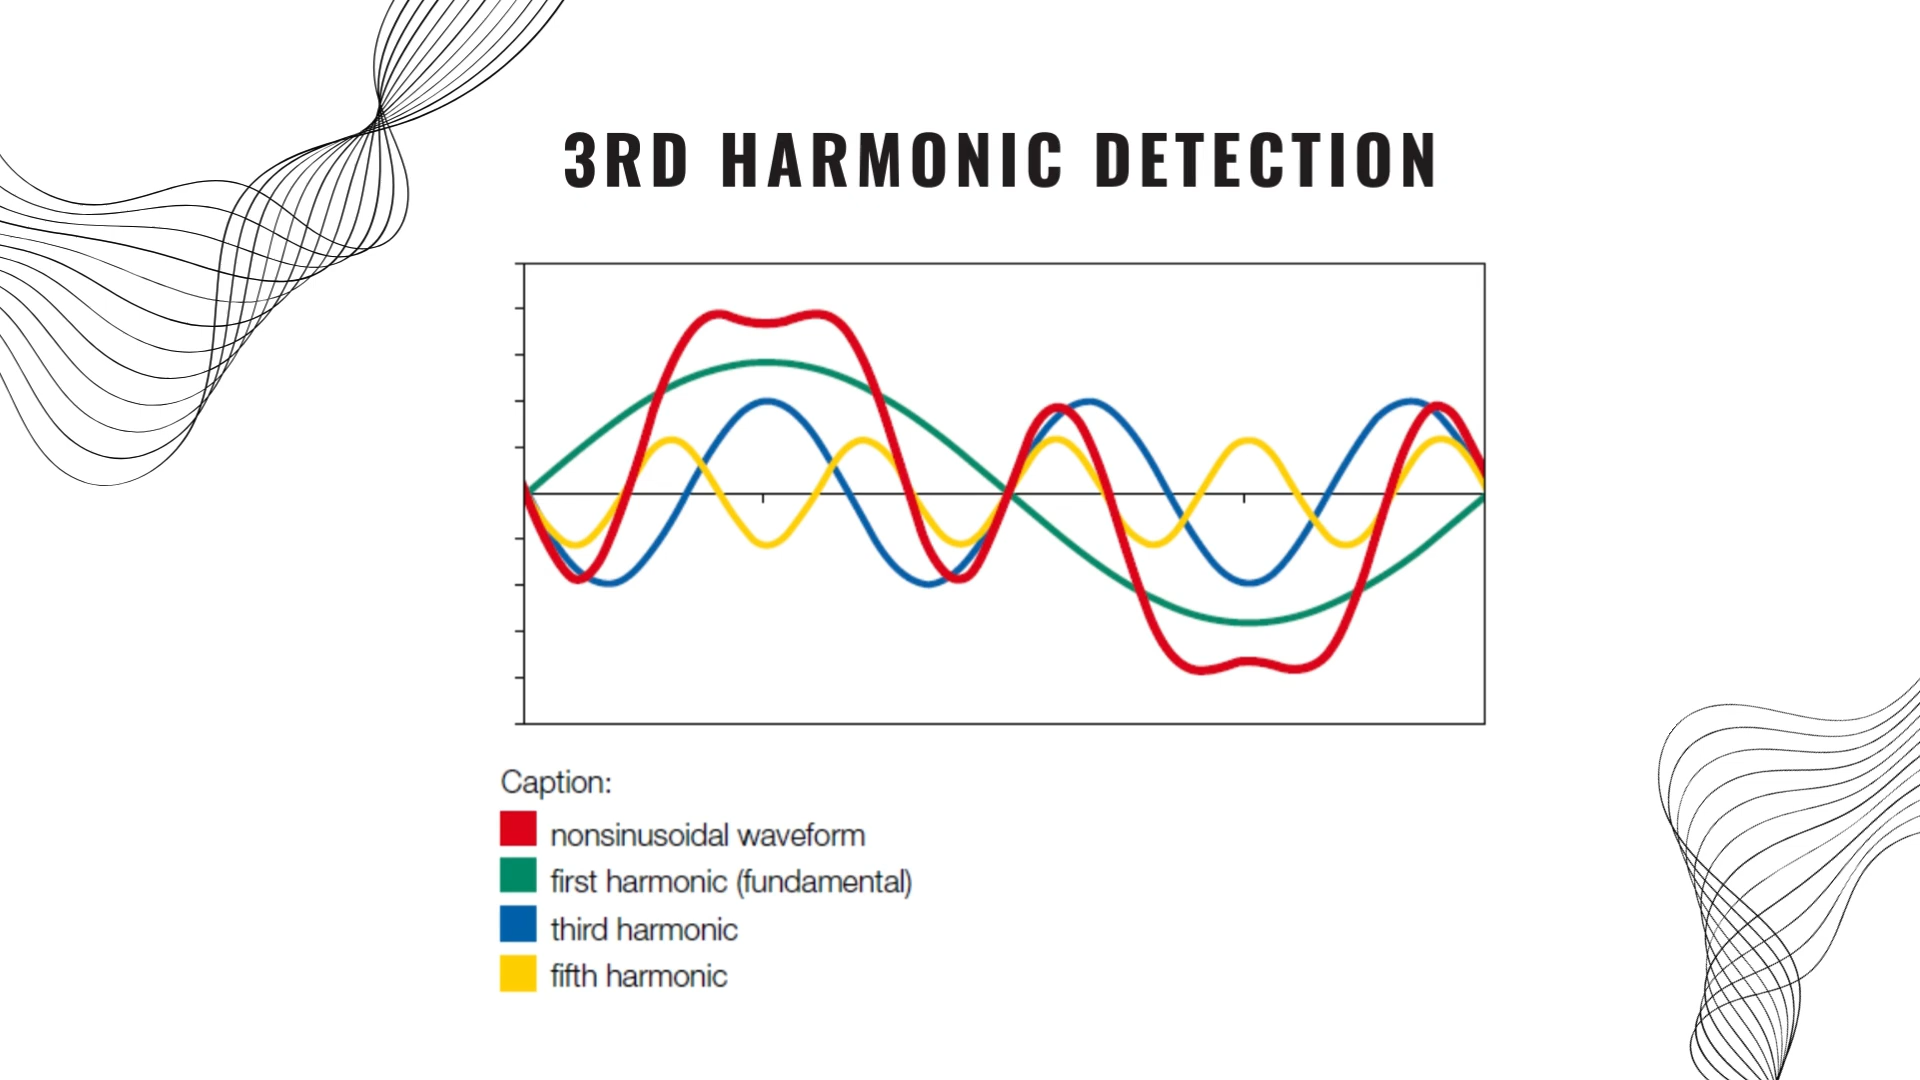 3RD HARMONIC DETECTION
Caption:
nonsinusoidal waveform
first harmonic (fundamental)
third harmonic
fifth harmonic